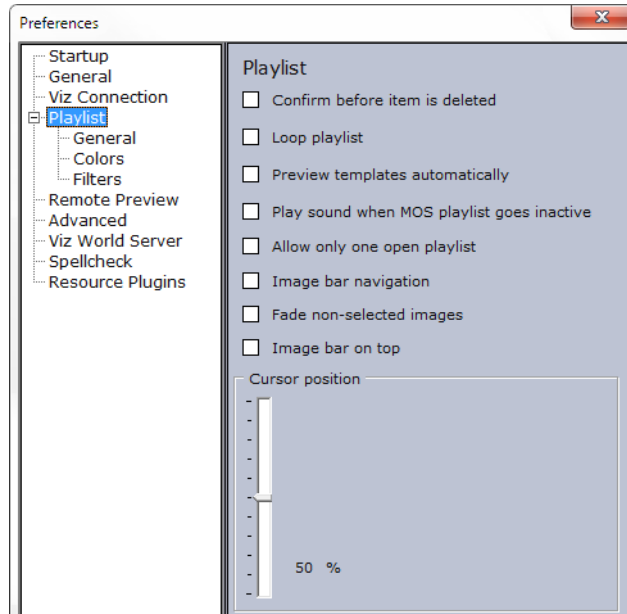 Preferences
Startup
General
Viz Connection
Playlist
General
Colors
Filters
Remote Preview
Advanced
Viz World Server
Spellcheck
Resource Plugins
Playlist
Confirm before item is deleted
Loop playlist
Preview templates automatically
Play sound when MOS playlist goes inactive
Allow only one open playlist
Image bar navigation
Fade non-selected images
Image bar on top
Cursor position
50 %